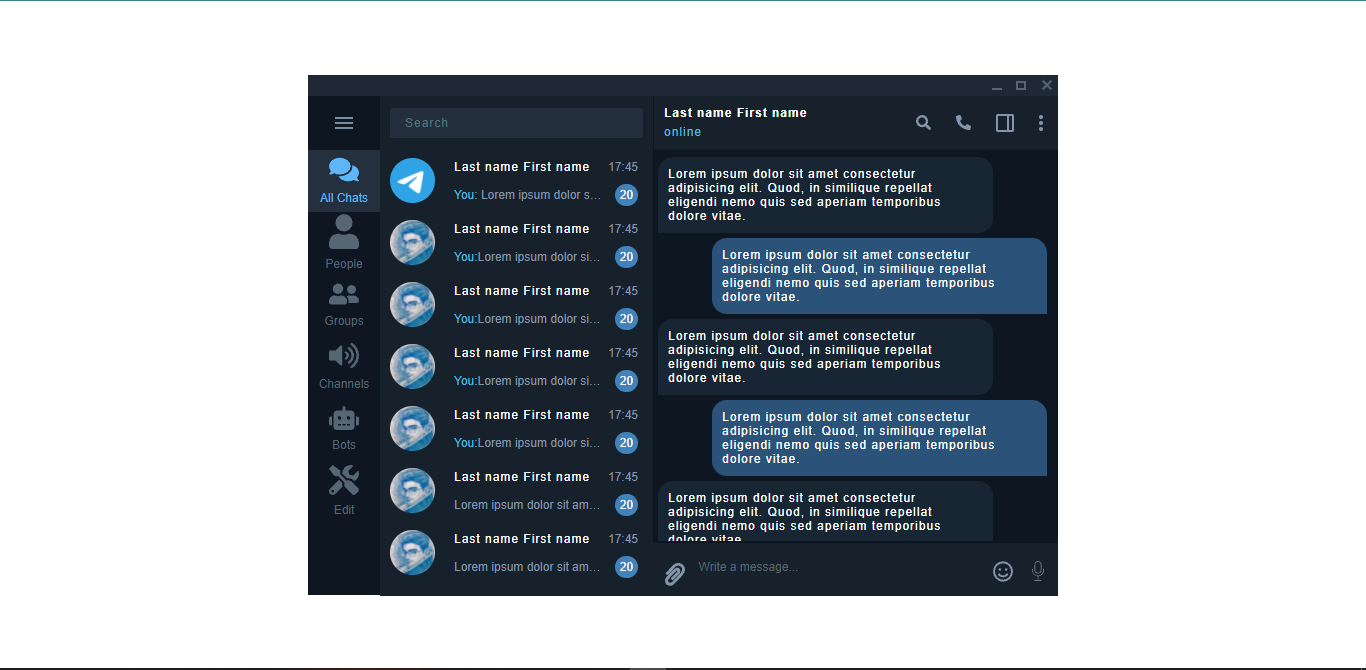 Search
All Chats
People
Groups
Channels
Bots
Edit
Last name First name 17:45
You: Lorem ipsum dolor s... 20
Last name First name 17:45
You:Lorem ipsum dolor si... 20
Last name First name 17:45
You:Lorem ipsum dolor si... 20
Last name First name 17:45
You:Lorem ipsum dolor si... 20
Last name First name 17:45
You:Lorem ipsum dolor si... 20
Last name First name 17:45
Lorem ipsum dolor sit am... 20
Last name First name 17:45
Lorem ipsum dolor sit am... 20
Last name First name
online
Lorem ipsum dolor sit amet consectetur
adipisicing elit. Quod, in similique repellat
eligendi nemo quis sed aperiam temporibus
dolore vitae.
Lorem ipsum dolor sit amet consectetur
adipisicing elit. Quod, in similique repellat
eligendi nemo quis sed aperiam temporibus
dolore vitae.
Lorem ipsum dolor sit amet consectetur
adipisicing elit. Quod, in similique repellat
eligendi nemo quis sed aperiam temporibus
dolore vitae.
Lorem ipsum dolor sit amet consectetur
adipisicing elit. Quod, in similique repellat
eligendi nemo quis sed aperiam temporibus
dolore vitae.
Lorem ipsum dolor sit amet consectetur
adipisicing elit. Quod, in similique repellat
eligendi nemo quis sed aperiam temporibus
dolore vitae.
Write a message...